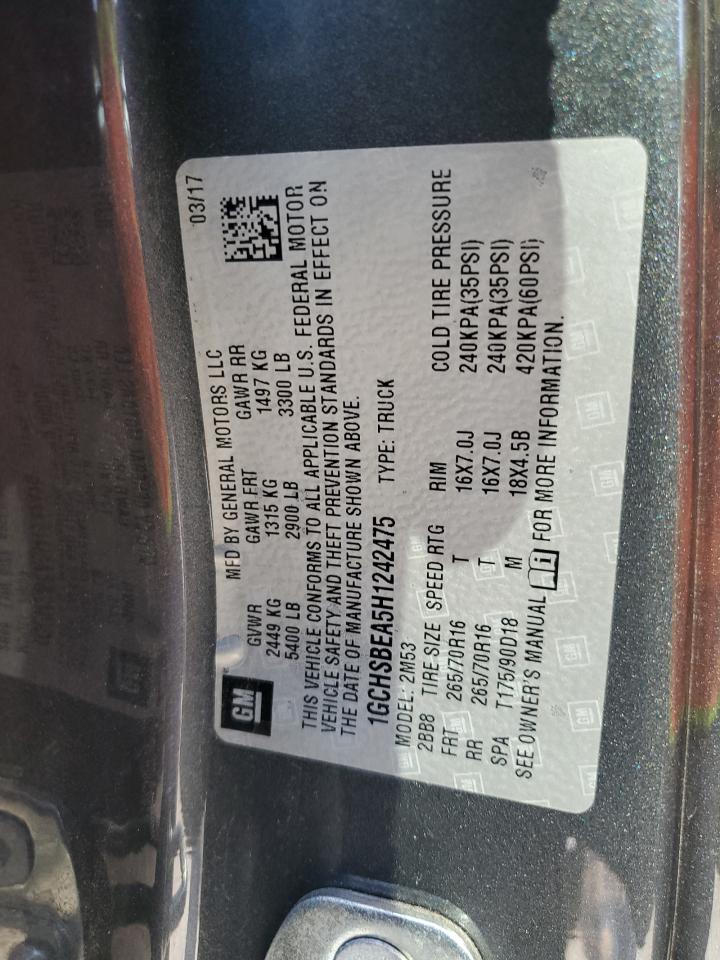 GM
MFD BY GENERAL MOTORS LLC 03/17
GVWR GAWR FRT GAWR RR
2449 KG 1315 KG 1497 KG
5400 LB 2900 LB 3300 LB
THIS VEHICLE CONFORMS TO ALL APPLICABLE U.S. FEDERAL MOTOR
VEHICLE SAFETY AND THEFT PREVENTION STANDARDS IN EFFECT ON
THE DATE OF MANUFACTURE SHOWN ABOVE.
1GCHSBEA5H1242475 TYPE: TRUCK
MODEL: 2M53
2BB8 TIRE-SIZE SPEED RTG RIM COLD TIRE PRESSURE
FRT 265/70R16 T 16X7.0J 240KPA(35PSI)
RR 265/70R16 T 16X7.0J 240KPA(35PSI)
SPA T175/90D18 M 18X4.5B 420KPA(60PSI)
SEE OWNER'S MANUAL FOR MORE INFORMATION.